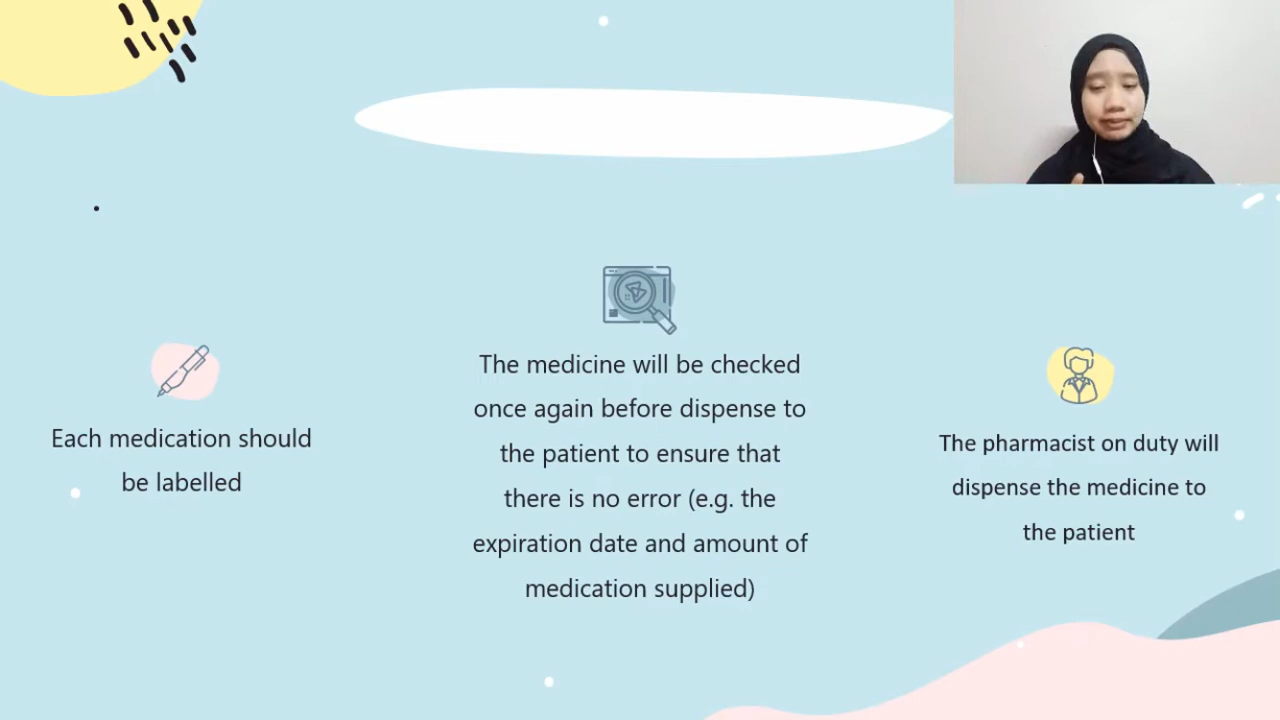 Each medication should
be labelled
The medicine will be checked
once again before dispense to
the patient to ensure that
there is no error (e.g. the
expiration date and amount of
medication supplied)
The pharmacist on duty will
dispense the medicine to
the patient